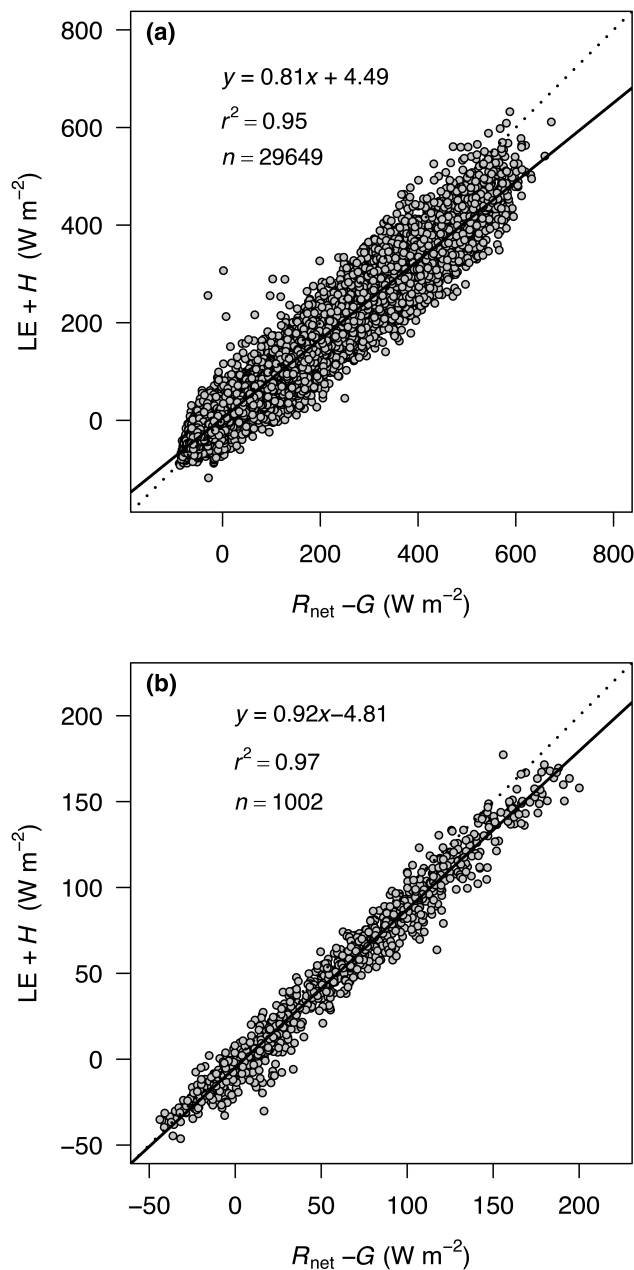 (a)
y = 0.81x + 4.49
r² = 0.95
n = 29649
800
600
400
200
0
LE + H (W m⁻²)
0 200 400 600 800
Rnet –G (W m⁻²)
(b)
y = 0.92x–4.81
r² = 0.97
n = 1002
200
150
100
50
0
−50
LE + H (W m⁻²)
−50 0 50 100 150 200
Rnet –G (W m⁻²)